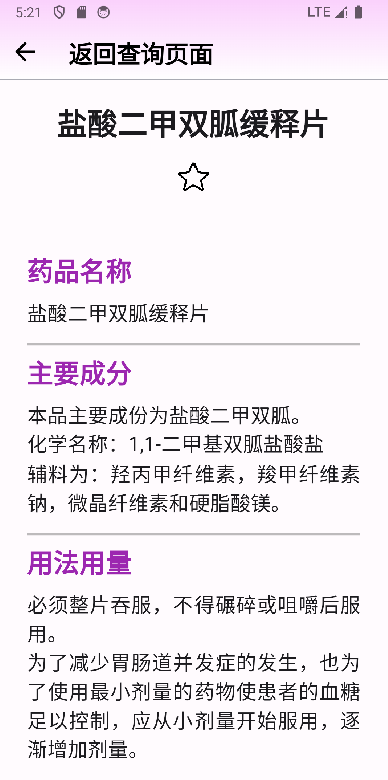 5:21
LTE
返回查询页面
盐酸二甲双胍缓释片
药品名称
盐酸二甲双胍缓释片
主要成分
本品主要成份为盐酸二甲双胍。
化学名称：1,1-二甲基双胍盐酸盐
辅料为：羟丙甲纤维素，羧甲纤维素
钠，微晶纤维素和硬脂酸镁。
用法用量
必须整片吞服，不得碾碎或咀嚼后服
用。
为了减少胃肠道并发症的发生，也为
了使用最小剂量的药物使患者的血糖
足以控制，应从小剂量开始服用，逐
渐增加剂量。